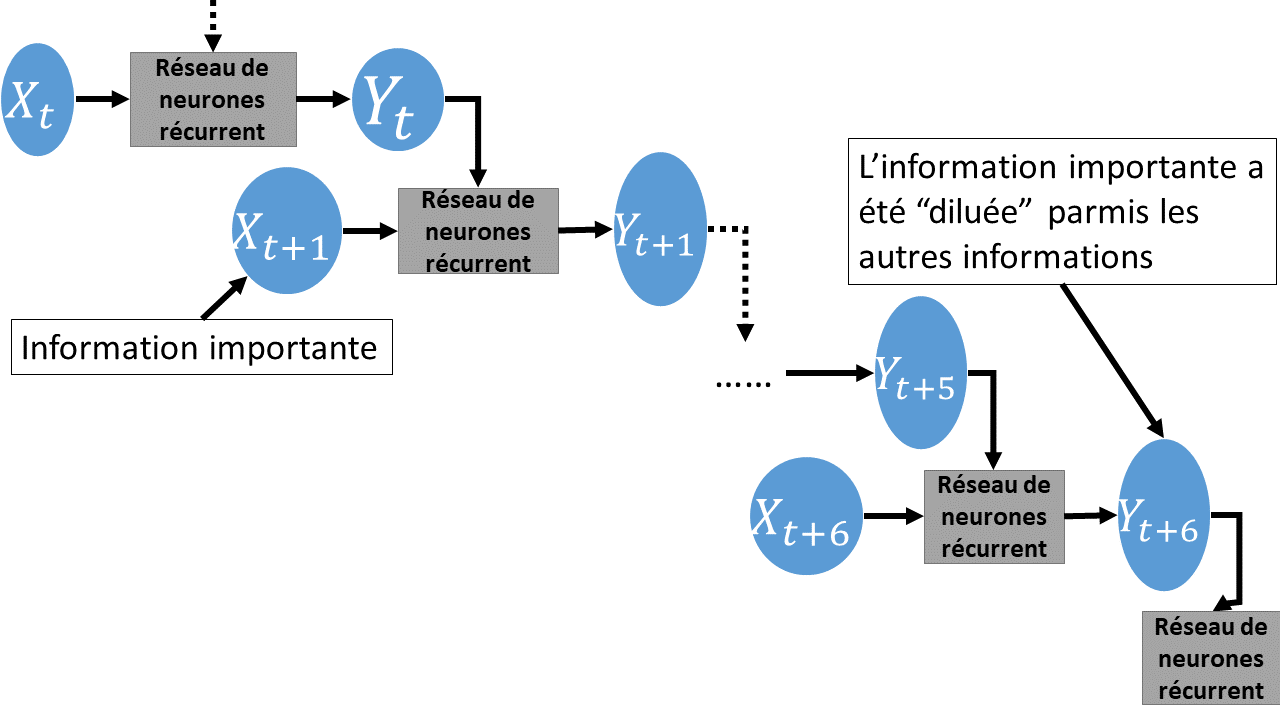 X_t
Réseau de
neurones
récurrent
Y_t
X_{t+1}
Réseau de
neurones
récurrent
Y_{t+1}
Information importante
L’information importante a
été “diluée” parmis les
autres informations
......
Y_{t+5}
X_{t+6}
Réseau de
neurones
récurrent
Y_{t+6}
Réseau de
neurones
récurrent